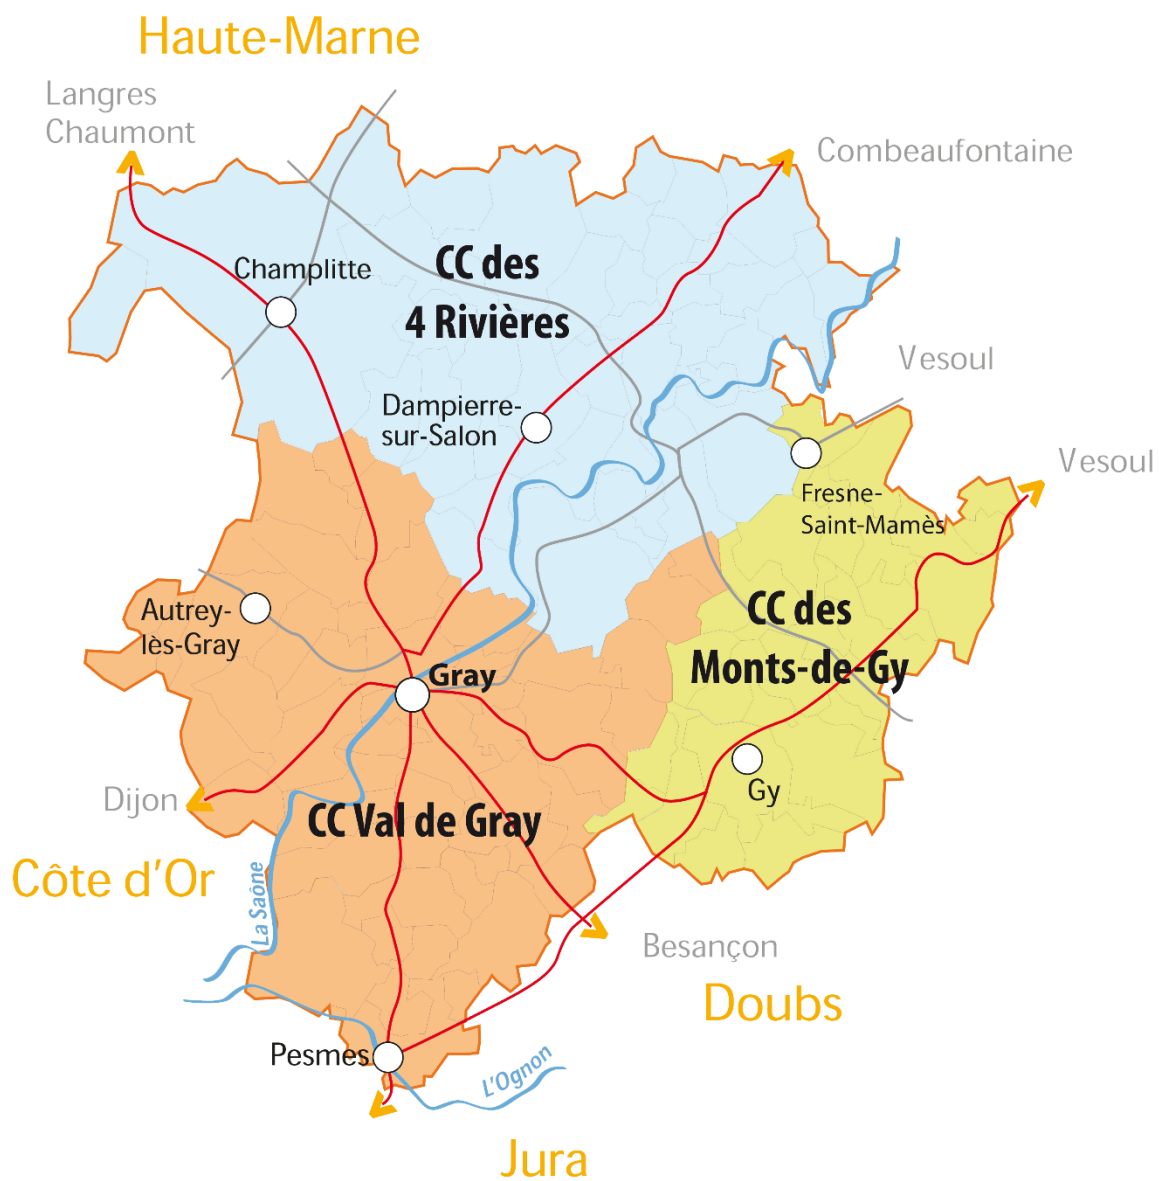 Haute-Marne
Langres
Chaumont
Combeaufontaine
CC des
4 Rivières
Champlitte
Vesoul
Dampierre-
sur-Salon
Vesoul
Fresne-
Saint-Mamès
Autrey-
lès-Gray
CC des
Monts-de-Gy
Gray
Gy
Dijon
CC Val de Gray
Côte d'Or
La Saône
Besançon
Doubs
Pesmes
L'Ognon
Jura